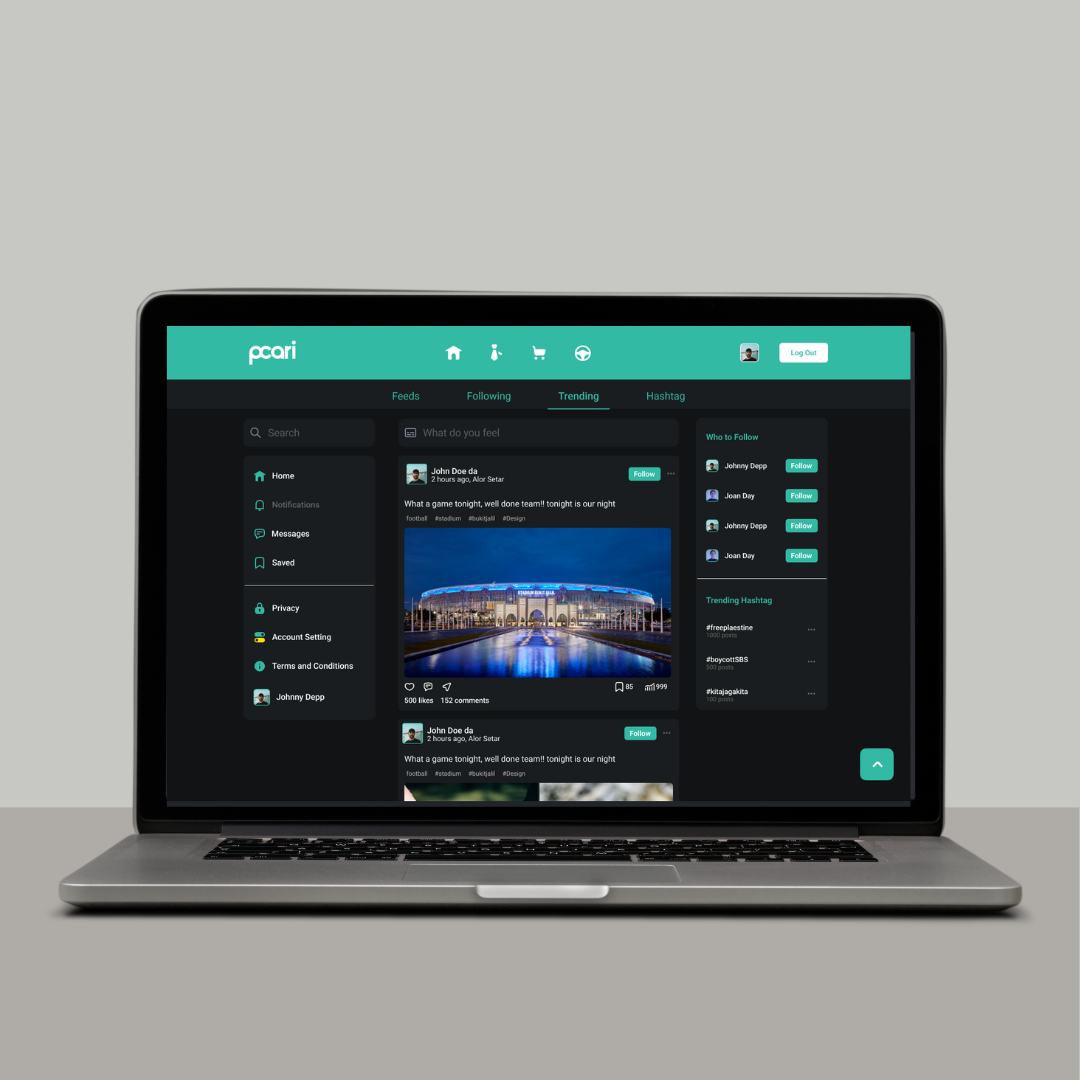 pcari
Log Out
Feeds
Following
Trending
Hashtag
Search
Home
Notifications
Messages
Saved
Privacy
Account Setting
Terms and Conditions
Johnny Depp
What do you feel
John Doe da
2 hours ago, Alor Setar
Follow
What a game tonight, well done team!! tonight is our night
football #stadium #bukitjalil #Design
STADIUM BUKIT JALIL
85
999
500 likes 152 comments
John Doe da
2 hours ago, Alor Setar
Follow
What a game tonight, well done team!! tonight is our night
football #stadium #bukitjalil #Design
Who to Follow
Johnny Depp Follow
Joan Day Follow
Johnny Depp Follow
Joan Day Follow
Trending Hashtag
#freeplaestine
1000 posts
#boycottSBS
500 posts
#kitajagakita
100 posts